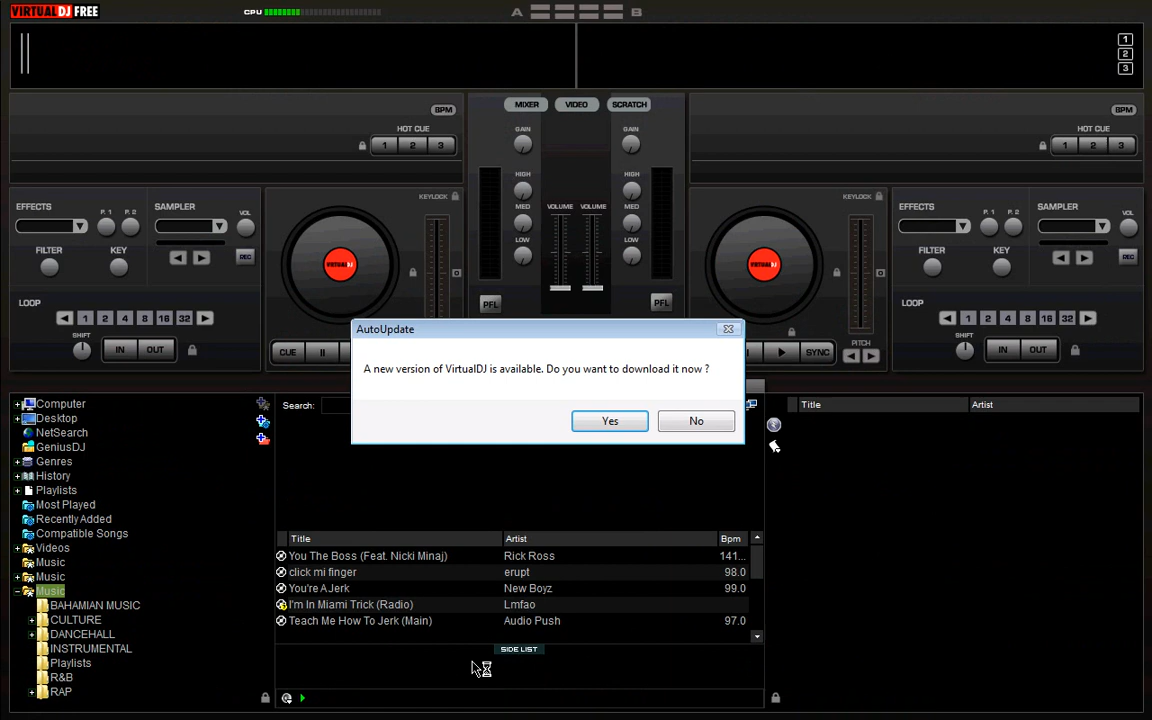 VIRTUALDJ FREE
CPU
A
B
1
2
3
MIXER
VIDEO
SCRATCH
BPM
HOT CUE
1 2 3
GAIN
GAIN
HIGH
HIGH
MED
MED
LOW
LOW
VOLUME
VOLUME
PFL
PFL
BPM
HOT CUE
1 2 3
EFFECTS
P. 1
P. 2
SAMPLER
VOL
FILTER
KEY
REC
LOOP
1 2 4 8 16 32
SHIFT
IN
OUT
KEYLOCK
VIRTUALDJ
CUE
KEYLOCK
VIRTUALDJ
SYNC
PITCH
EFFECTS
P. 1
P. 2
SAMPLER
VOL
FILTER
KEY
REC
LOOP
1 2 4 8 16 32
SHIFT
IN
OUT
AutoUpdate
A new version of VirtualDJ is available. Do you want to download it now ?
Yes
No
Computer
Desktop
NetSearch
GeniusDJ
Genres
History
Playlists
Most Played
Recently Added
Compatible Songs
Videos
Music
Music
Music
BAHAMIAN MUSIC
CULTURE
DANCEHALL
INSTRUMENTAL
Playlists
R&B
RAP
Search:
Title Artist Bpm
You The Boss (Feat. Nicki Minaj) Rick Ross 141...
click mi finger erupt 98.0
You're A Jerk New Boyz 99.0
I'm In Miami Trick (Radio) Lmfao
Teach Me How To Jerk (Main) Audio Push 97.0
SIDE LIST
Title Artist